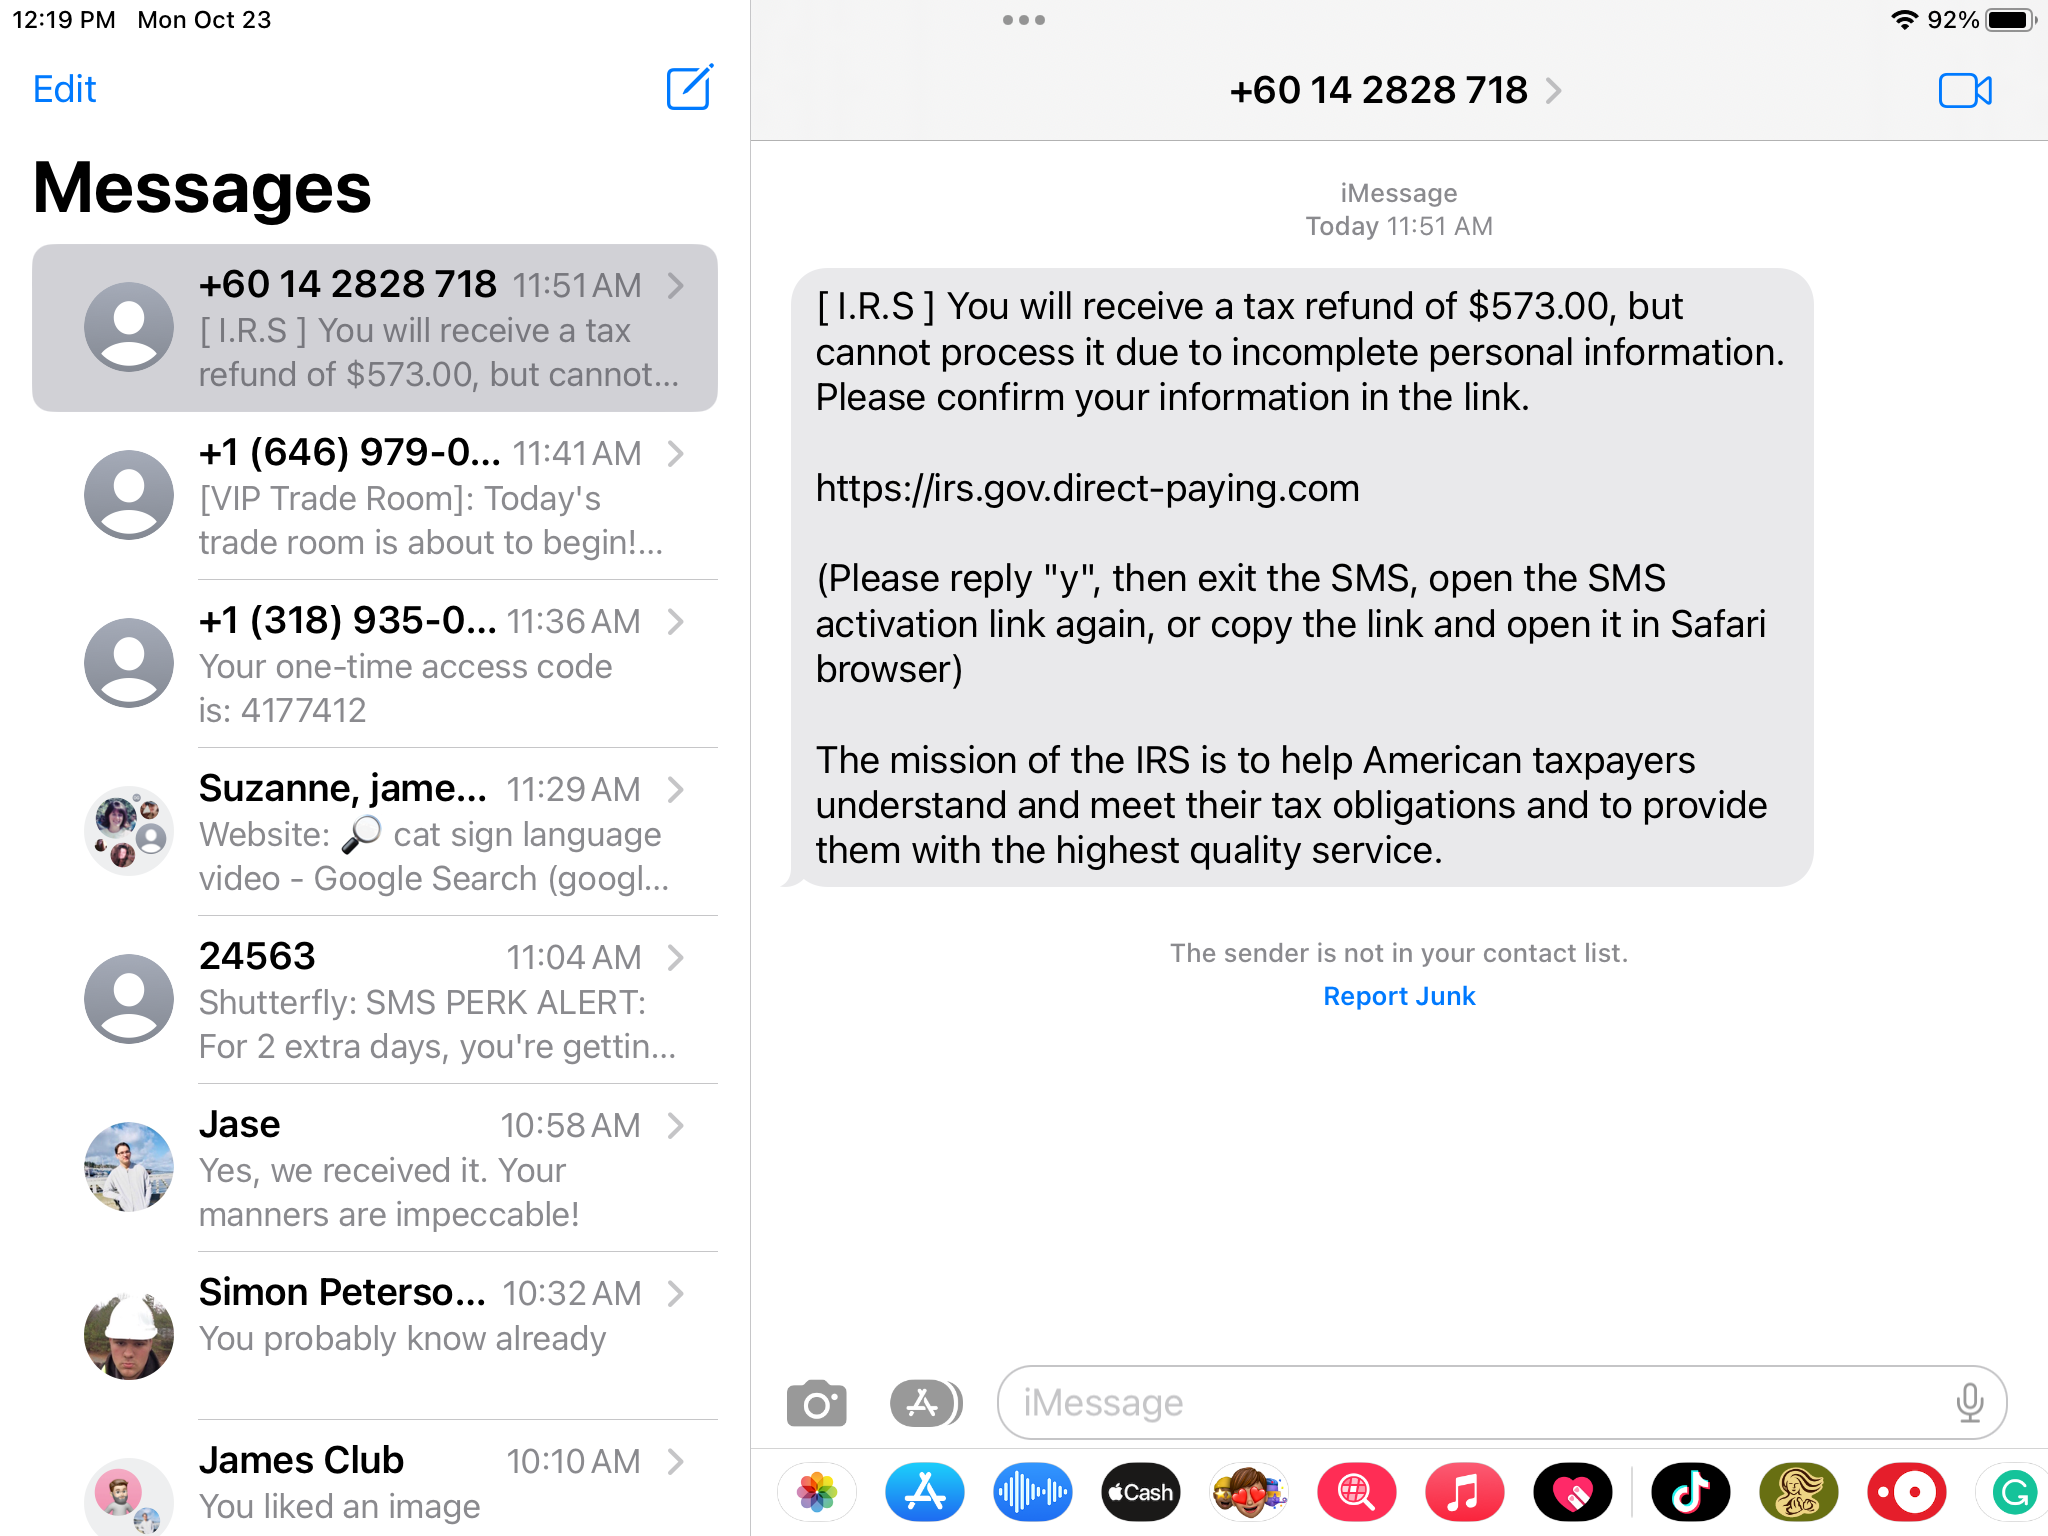 12:19 PM Mon Oct 23
92%
Edit
Messages
+60 14 2828 718 11:51 AM
[ I.R.S ] You will receive a tax
refund of $573.00, but cannot...
+1 (646) 979-0... 11:41 AM
[VIP Trade Room]: Today's
trade room is about to begin!...
+1 (318) 935-0... 11:36 AM
Your one-time access code
is: 4177412
Suzanne, jame... 11:29 AM
Website: 🔎 cat sign language
video - Google Search (googl...
24563 11:04 AM
Shutterfly: SMS PERK ALERT:
For 2 extra days, you're gettin...
Jase 10:58 AM
Yes, we received it. Your
manners are impeccable!
Simon Peterso... 10:32 AM
You probably know already
James Club 10:10 AM
You liked an image
+60 14 2828 718
iMessage
Today 11:51 AM
[ I.R.S ] You will receive a tax refund of $573.00, but
cannot process it due to incomplete personal information.
Please confirm your information in the link.
https://irs.gov.direct-paying.com
(Please reply "y", then exit the SMS, open the SMS
activation link again, or copy the link and open it in Safari
browser)
The mission of the IRS is to help American taxpayers
understand and meet their tax obligations and to provide
them with the highest quality service.
The sender is not in your contact list.
Report Junk
iMessage
Cash